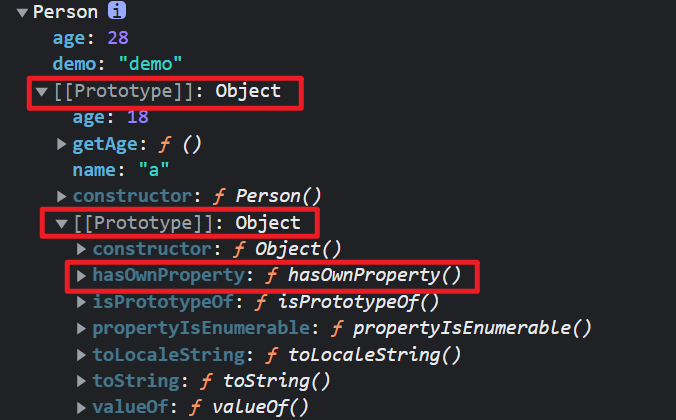 Person i
age: 28
demo: "demo"
[[Prototype]]: Object
age: 18
getAge: ƒ ()
name: "a"
constructor: ƒ Person()
[[Prototype]]: Object
constructor: ƒ Object()
hasOwnProperty: ƒ hasOwnProperty()
isPrototypeOf: ƒ isPrototypeOf()
propertyIsEnumerable: ƒ propertyIsEnumerable()
toLocaleString: ƒ toLocaleString()
toString: ƒ toString()
valueOf: ƒ valueOf()